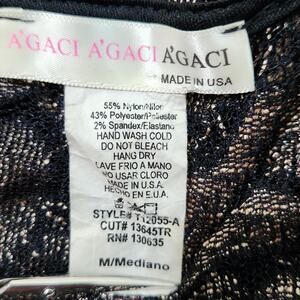 A'GACI A'GACI A'GACI
MADE IN USA
55% Nylon/Nilon
43% Polyester/Poliester
2% Spandex/Elastano
HAND WASH COLD
DO NOT BLEACH
HANG DRY
LAVE FRIO A MANO
NO USAR CLORO
MADE IN U.S.A.
HECHO EN E.U.A.
STYLE# T12055-A
CUT# 13645TR
RN# 130635
M/Mediano